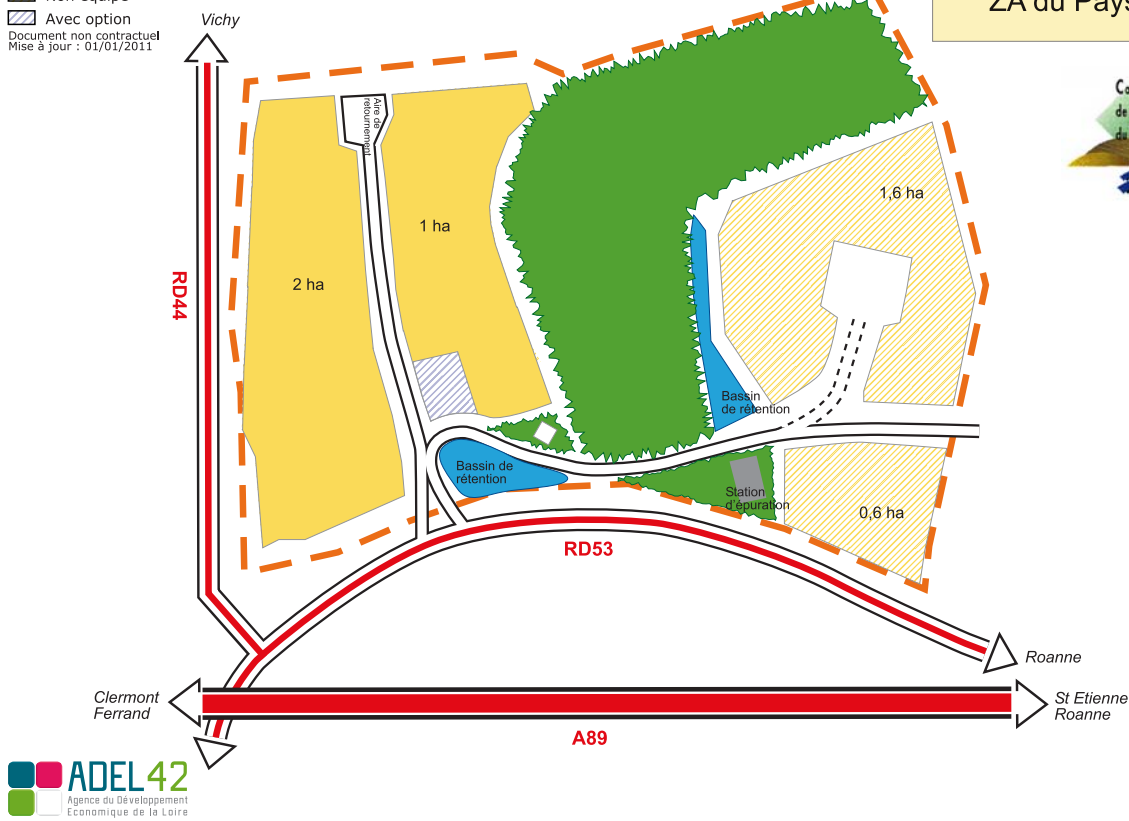 Avec option
Document non contractuel
Mise à jour : 01/01/2011
Vichy
ZA du Pays
Aire de
retournement
1,6 ha
1 ha
2 ha
RD44
Bassin
de rétention
Bassin de
rétention
Station
d'épuration
0,6 ha
RD53
Roanne
Clermont
Ferrand
St Etienne
Roanne
A89
ADEL42
Agence du Développement
Economique de la Loire